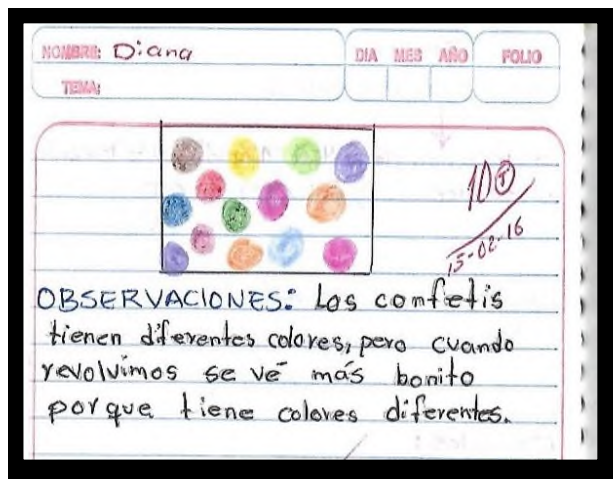 NOMBRE: Diana
DIA MES AÑO FOLIO
TEMA:
10
15-02-16
OBSERVACIONES: Los confetis
tienen diferentes colores, pero cuando
revolvimos se vé más bonito
porque tiene colores diferentes.